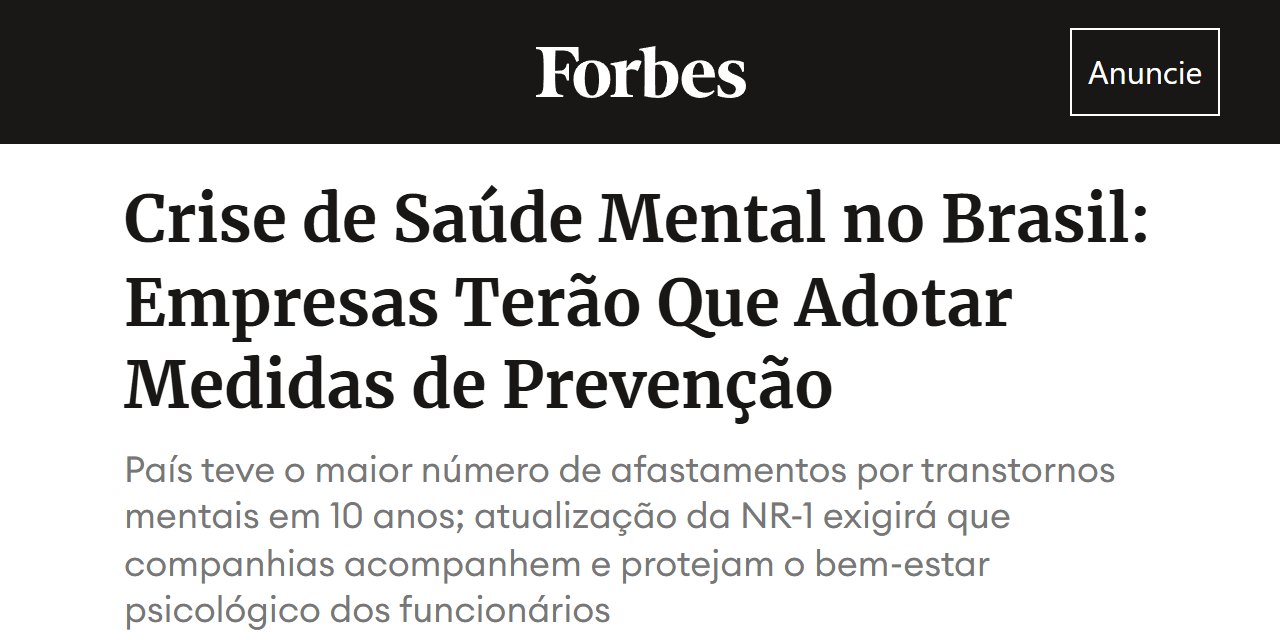 Forbes
Anuncie
Crise de Saúde Mental no Brasil:
Empresas Terão Que Adotar
Medidas de Prevenção
País teve o maior número de afastamentos por transtornos
mentais em 10 anos; atualização da NR-1 exigirá que
companhias acompanhem e protejam o bem-estar
psicológico dos funcionários